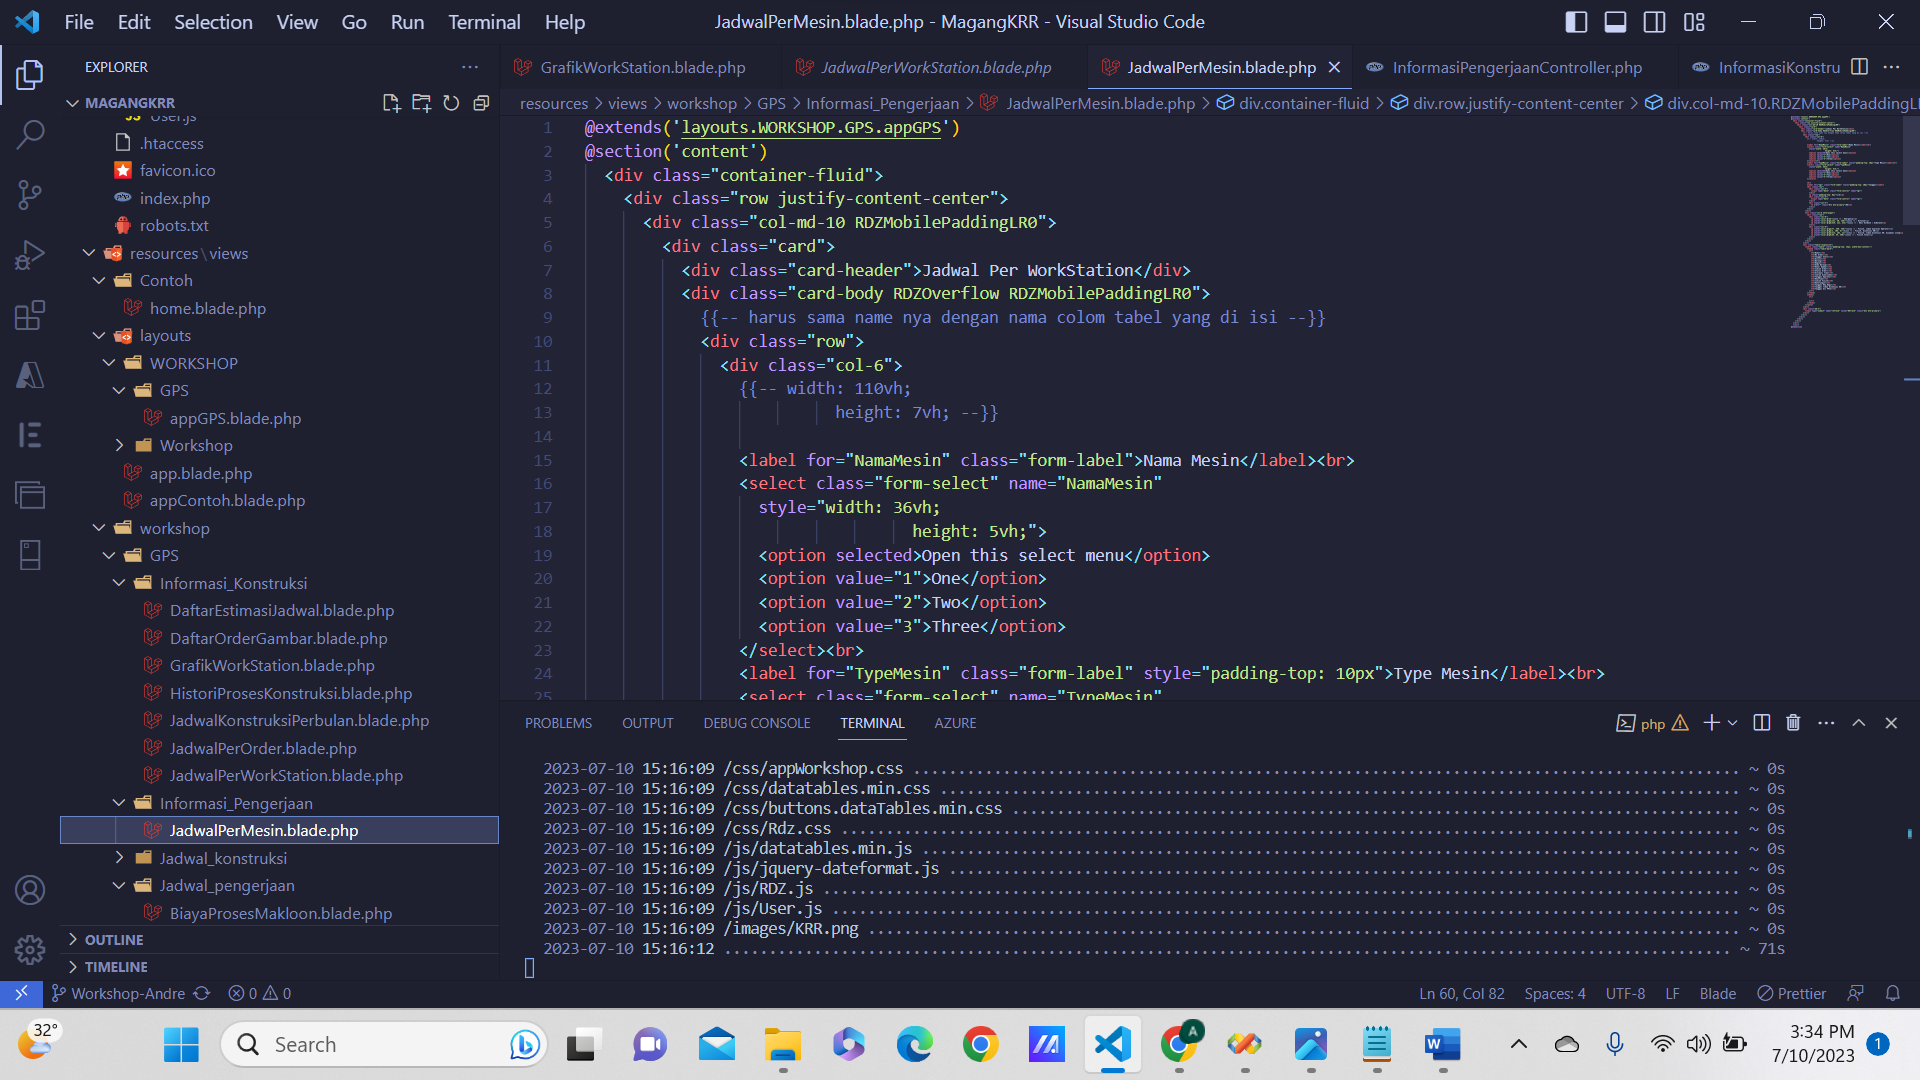 File Edit Selection View Go Run Terminal Help
JadwalPerMesin.blade.php - MagangKRR - Visual Studio Code
EXPLORER
MAGANGKRR
User.js
.htaccess
favicon.ico
index.php
robots.txt
resources\views
Contoh
home.blade.php
layouts
WORKSHOP
GPS
appGPS.blade.php
Workshop
app.blade.php
appContoh.blade.php
workshop
GPS
Informasi_Konstruksi
DaftarEstimasiJadwal.blade.php
DaftarOrderGambar.blade.php
GrafikWorkStation.blade.php
HistoriProsesKonstruksi.blade.php
JadwalKonstruksiPerbulan.blade.php
JadwalPerOrder.blade.php
JadwalPerWorkStation.blade.php
Informasi_Pengerjaan
JadwalPerMesin.blade.php
Jadwal_konstruksi
Jadwal_pengerjaan
BiayaProsesMakloon.blade.php
OUTLINE
TIMELINE
GrafikWorkStation.blade.php JadwalPerWorkStation.blade.php JadwalPerMesin.blade.php InformasiPengerjaanController.php InformasiKonstru
resources > views > workshop > GPS > Informasi_Pengerjaan > JadwalPerMesin.blade.php > div.container-fluid > div.row.justify-content-center > div.col-md-10.RDZMobilePaddingL
1 @extends('layouts.WORKSHOP.GPS.appGPS')
2 @section('content')
3 <div class="container-fluid">
4 <div class="row justify-content-center">
5 <div class="col-md-10 RDZMobilePaddingLR0">
6 <div class="card">
7 <div class="card-header">Jadwal Per WorkStation</div>
8 <div class="card-body RDZOverflow RDZMobilePaddingLR0">
9 {{-- harus sama name nya dengan nama colom tabel yang di isi --}}
10 <div class="row">
11 <div class="col-6">
12 {{-- width: 110vh;
13 height: 7vh; --}}
14
15 <label for="NamaMesin" class="form-label">Nama Mesin</label><br>
16 <select class="form-select" name="NamaMesin"
17 style="width: 36vh;
18 height: 5vh;">
19 <option selected>Open this select menu</option>
20 <option value="1">One</option>
21 <option value="2">Two</option>
22 <option value="3">Three</option>
23 </select><br>
24 <label for="TypeMesin" class="form-label" style="padding-top: 10px">Type Mesin</label><br>
25 <select class="form-select" name="TypeMesin"
PROBLEMS OUTPUT DEBUG CONSOLE TERMINAL AZURE
php
2023-07-10 15:16:09 /css/appWorkshop.css ........ ~ 0s
2023-07-10 15:16:09 /css/datatables.min.css ........ ~ 0s
2023-07-10 15:16:09 /css/buttons.dataTables.min.css ........ ~ 0s
2023-07-10 15:16:09 /css/Rdz.css ........ ~ 0s
2023-07-10 15:16:09 /js/datatables.min.js ........ ~ 0s
2023-07-10 15:16:09 /js/jquery-dateformat.js ........ ~ 0s
2023-07-10 15:16:09 /js/RDZ.js ........ ~ 0s
2023-07-10 15:16:09 /js/User.js ........ ~ 0s
2023-07-10 15:16:09 /images/KRR.png ........ ~ 0s
2023-07-10 15:16:12 ........ ~ 71s
Workshop-Andre 0 0
Ln 60, Col 82 Spaces: 4 UTF-8 LF Blade Prettier
32°
Search
A
W
3:34 PM
7/10/2023
1